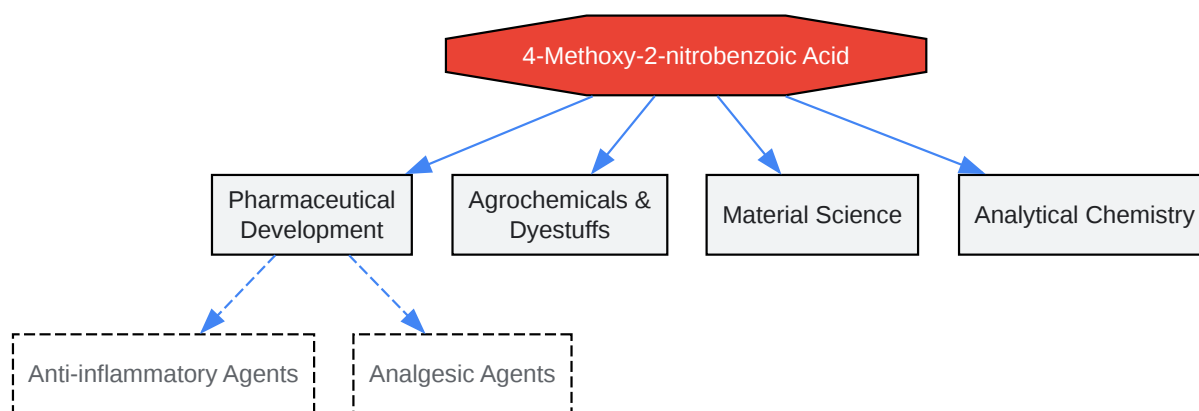 4-Methoxy-2-nitrobenzoic Acid
Pharmaceutical
Development
Agrochemicals &
Dyestuffs
Material Science
Analytical Chemistry
Anti-inflammatory Agents
Analgesic Agents